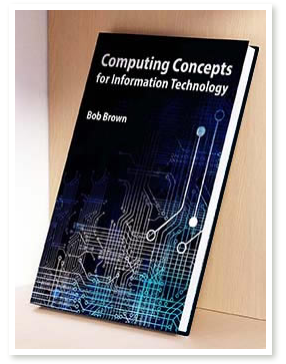 Computing Concepts
for Information Technology
Bob Brown